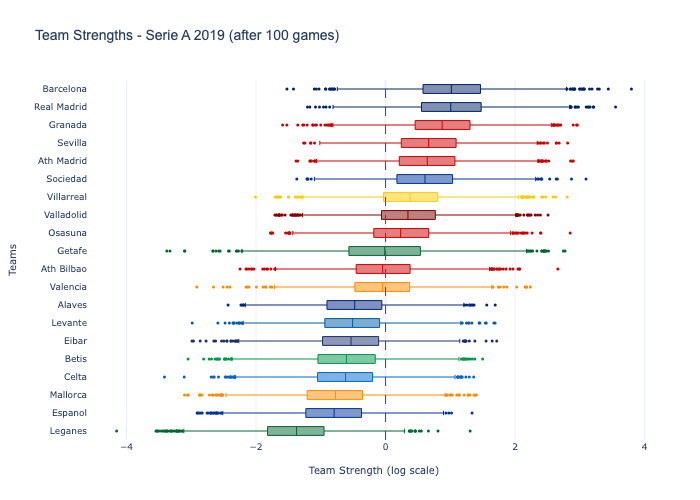 Team Strengths - Serie A 2019 (after 100 games)
Barcelona
Real Madrid
Granada
Sevilla
Ath Madrid
Sociedad
Villarreal
Valladolid
Osasuna
Getafe
Ath Bilbao
Valencia
Alaves
Levante
Eibar
Betis
Celta
Mallorca
Espanol
Leganes
Teams
−4 −2 0 2 4
Team Strength (log scale)